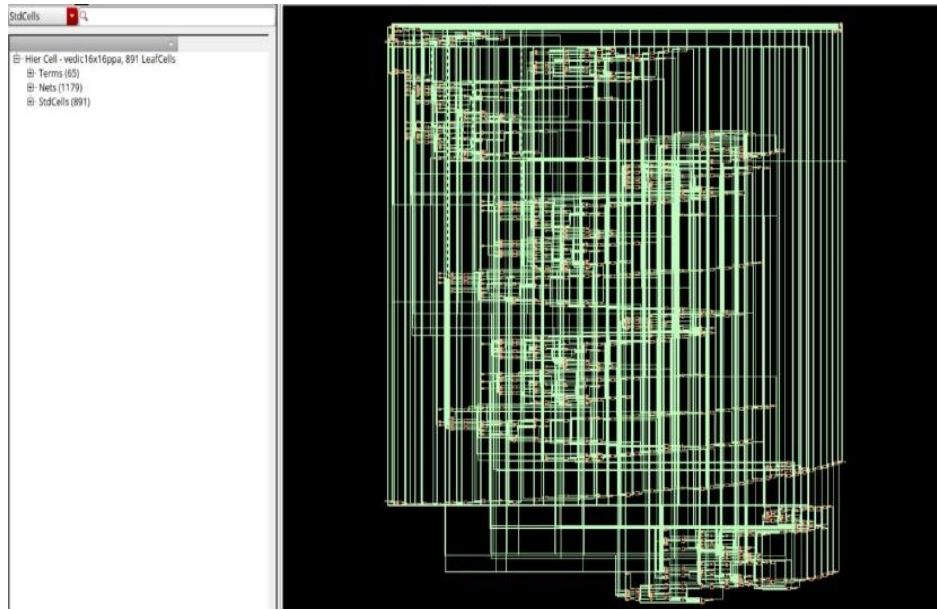 StdCells
Hier Cell - vedic16x16ppa, 891 LeafCells
Terms (65)
Nets (1179)
StdCells (891)